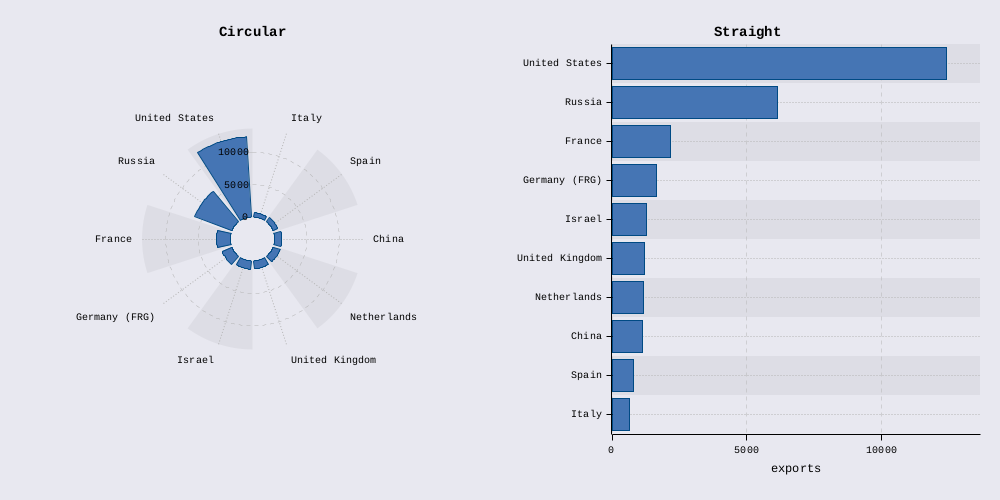 Circular
United States
Italy
Russia
Spain
10000
5000
0
France
China
Germany (FRG)
Netherlands
Israel
United Kingdom
Straight
United States
Russia
France
Germany (FRG)
Israel
United Kingdom
Netherlands
China
Spain
Italy
0 5000 10000
exports